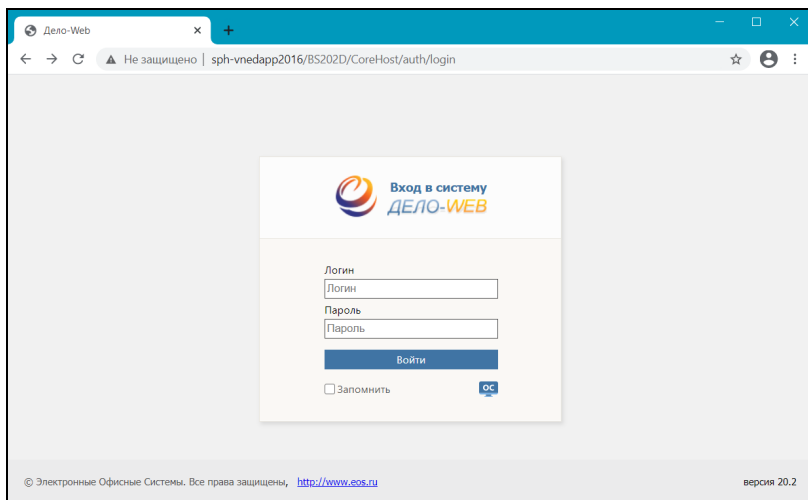 Дело-Web
Не защищено | sph-vnedapp2016/BS202D/CoreHost/auth/login
Вход в систему
ДЕЛО-WEB
Логин
Логин
Пароль
Пароль
Войти
Запомнить
ОС
© Электронные Офисные Системы. Все права защищены, http://www.eos.ru версия 20.2